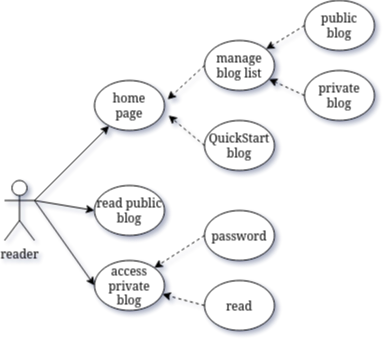 public
blog
manage
blog list
private
blog
home
page
QuickStart
blog
read public
blog
password
reader
access
private
blog
read